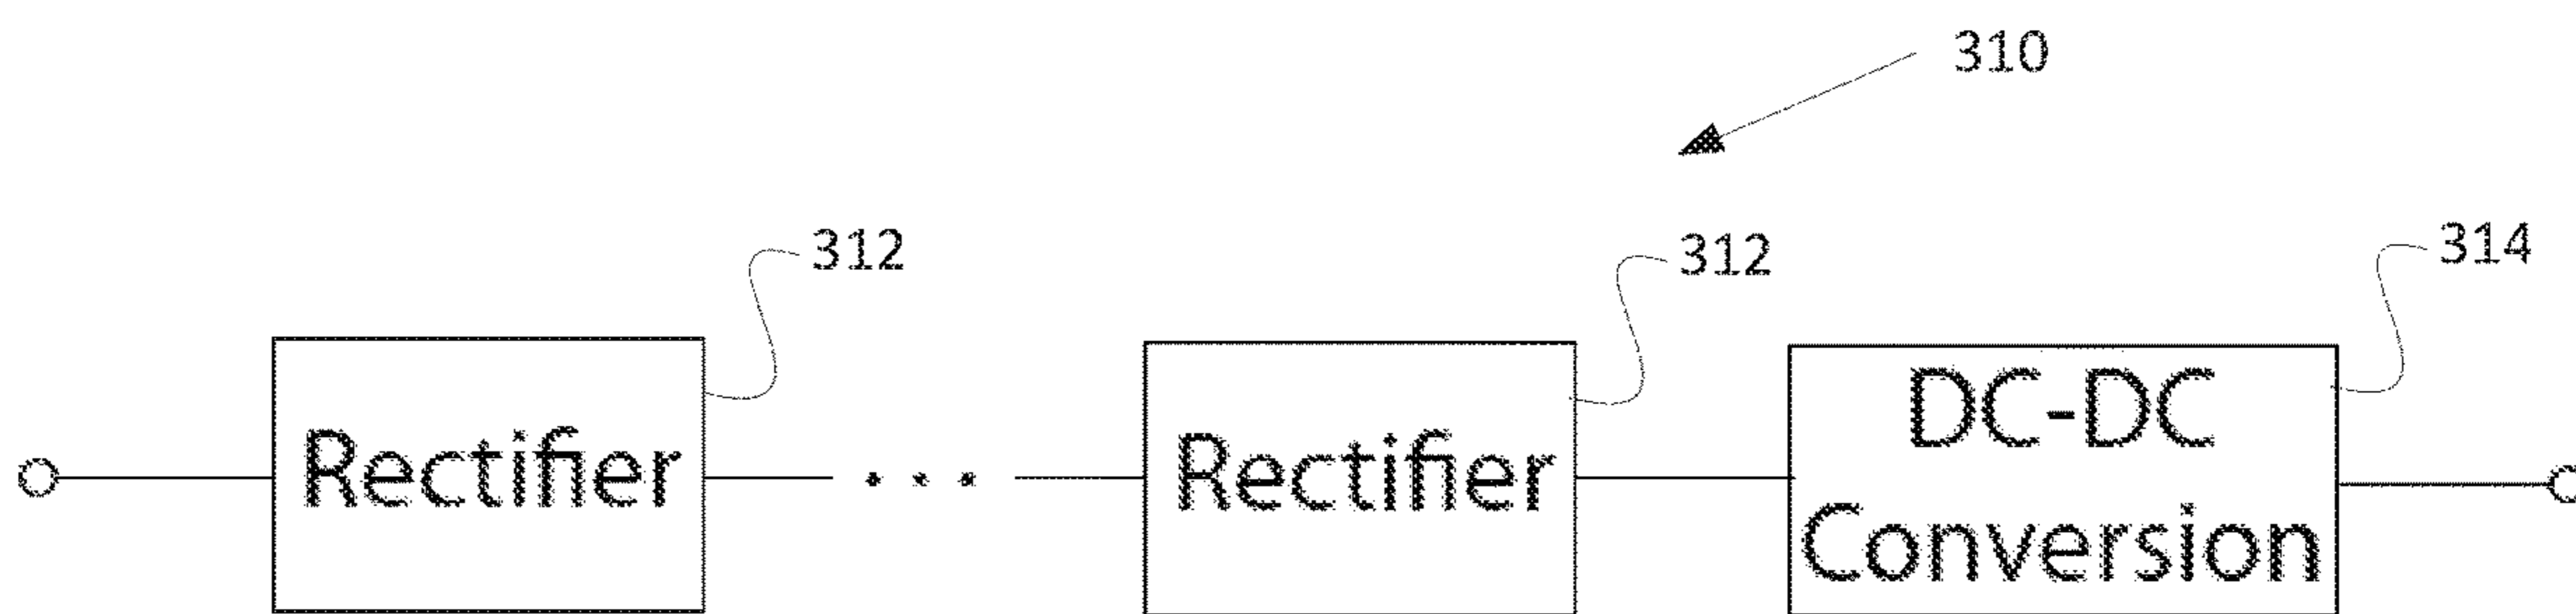 310
312
312
314
Rectifier
. . .
Rectifier
DC-DC
Conversion